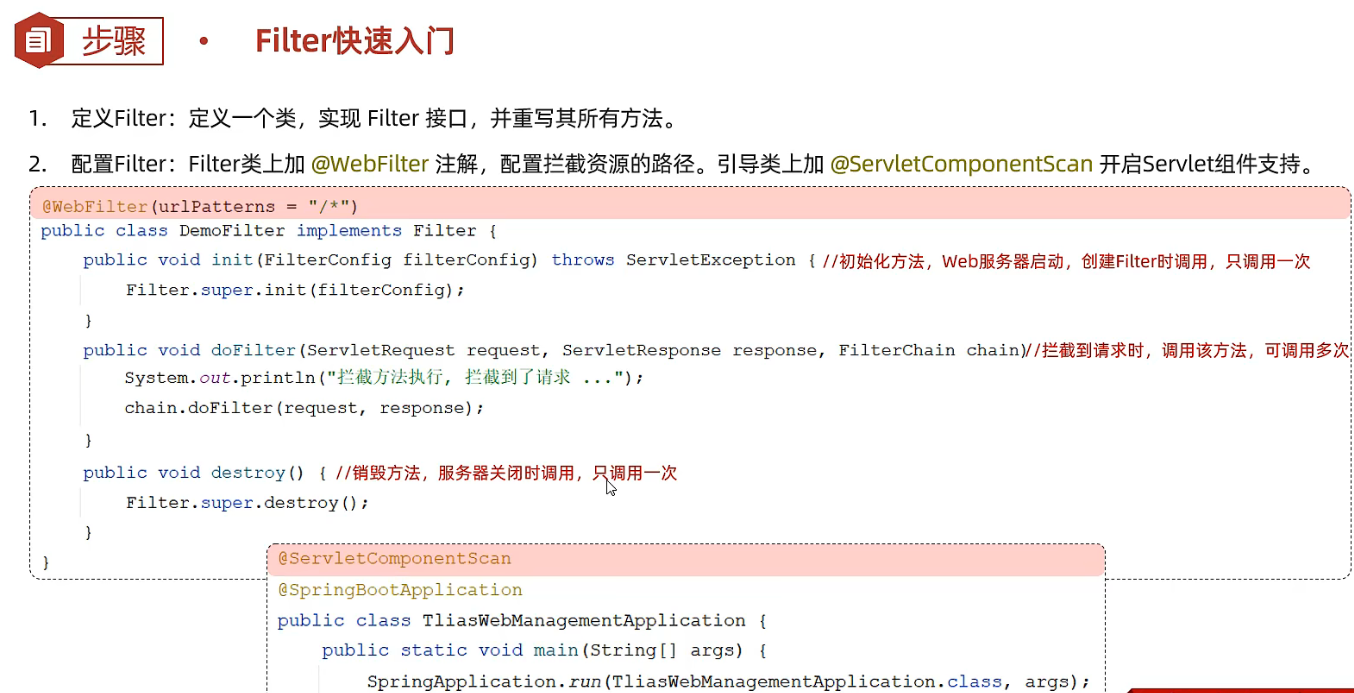 步骤 • Filter快速入门
1. 定义Filter：定义一个类，实现 Filter 接口，并重写其所有方法。
2. 配置Filter：Filter类上加 @WebFilter 注解，配置拦截资源的路径。引导类上加 @ServletComponentScan 开启Servlet组件支持。
@WebFilter(urlPatterns = "/*")
public class DemoFilter implements Filter {
public void init(FilterConfig filterConfig) throws ServletException { //初始化方法，Web服务器启动，创建Filter时调用，只调用一次
Filter.super.init(filterConfig);
}
public void doFilter(ServletRequest request, ServletResponse response, FilterChain chain)//拦截到请求时，调用该方法，可调用多次
System.out.println("拦截方法执行, 拦截到了请求 ...");
chain.doFilter(request, response);
}
public void destroy() { //销毁方法，服务器关闭时调用，只调用一次
Filter.super.destroy();
}
}
@ServletComponentScan
@SpringBootApplication
public class TliasWebManagementApplication {
public static void main(String[] args) {
SpringApplication.run(TliasWebManagementApplication.class, args);